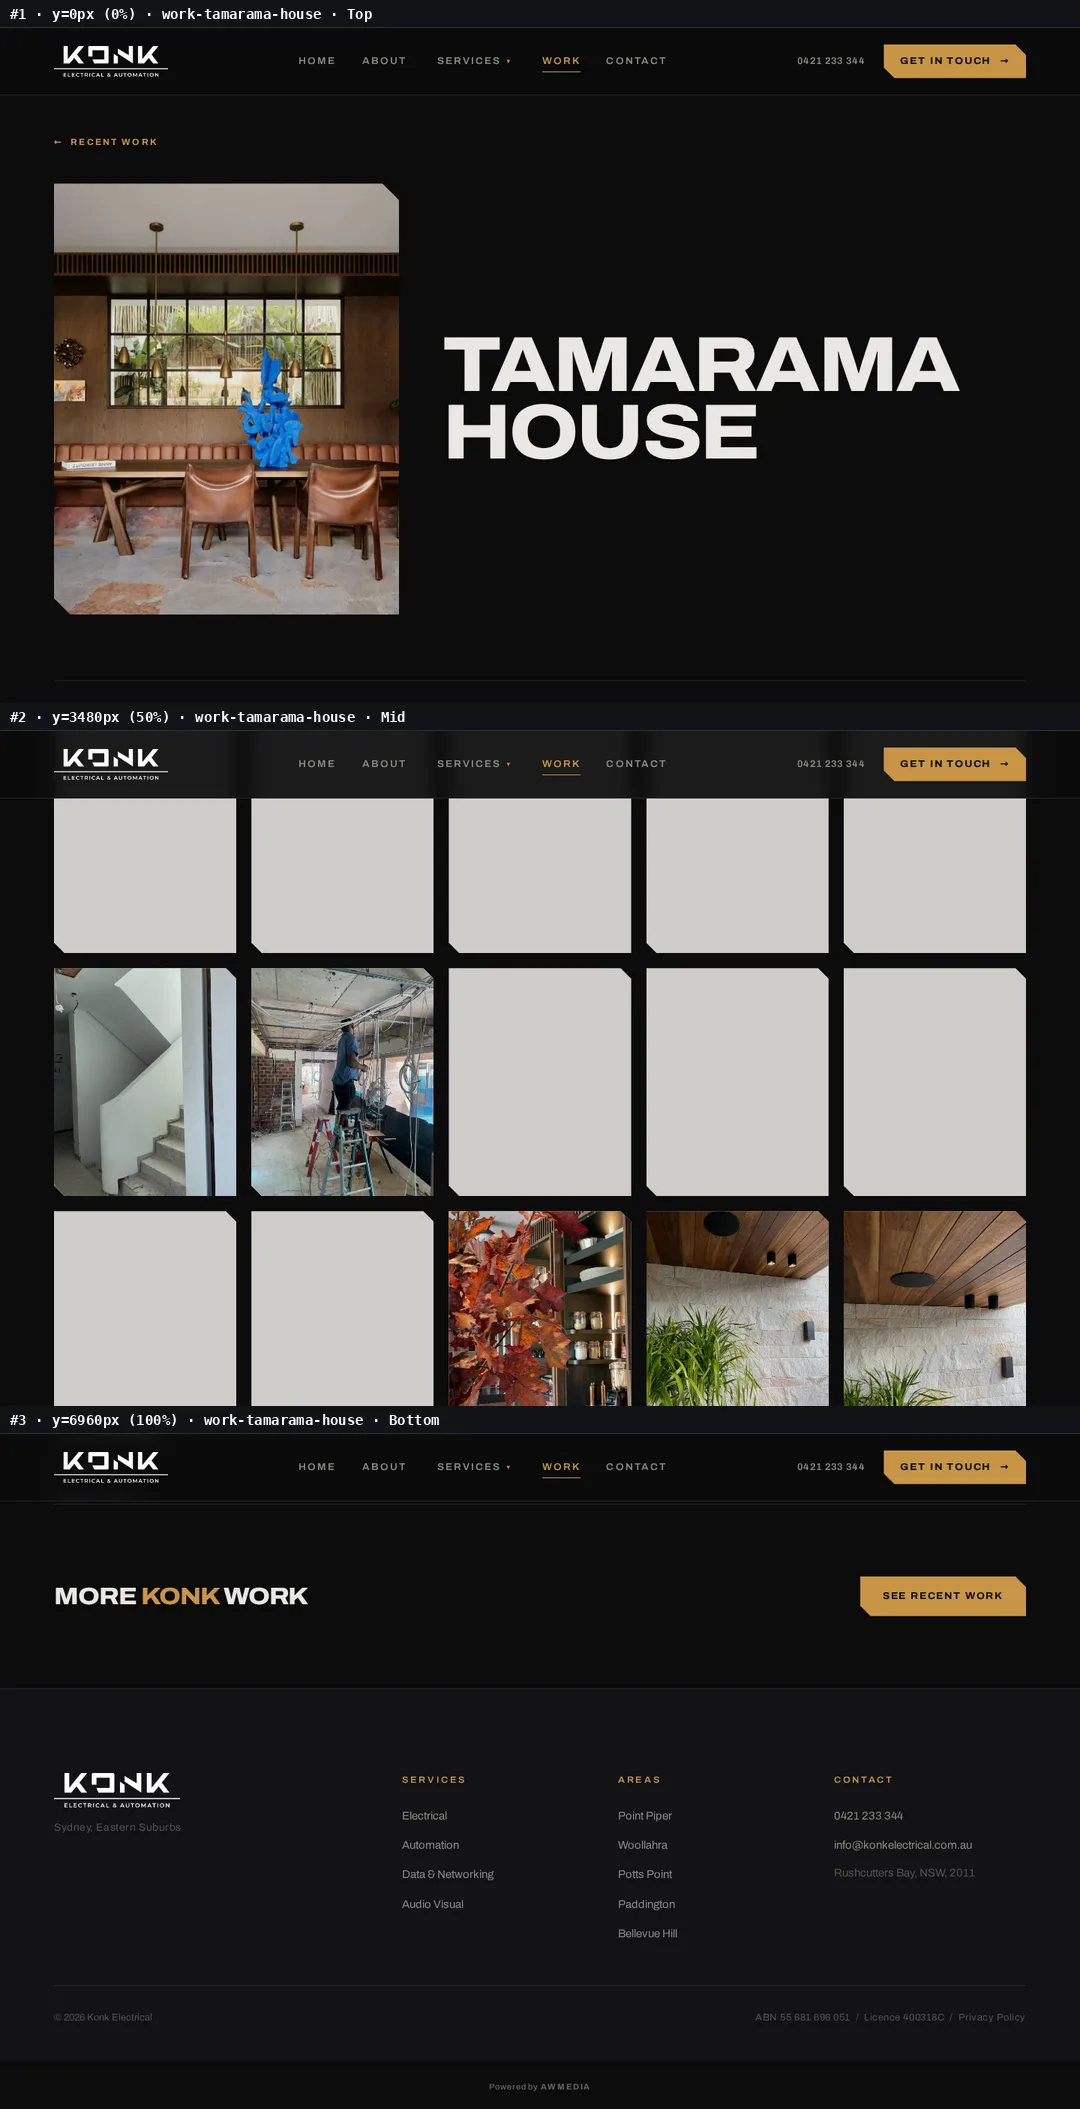 #1 · y=0px (0%) · work-tamarama-house · Top
KONK
ELECTRICAL & AUTOMATION
HOME ABOUT SERVICES ▾ WORK CONTACT
0421 233 344
GET IN TOUCH →
← RECENT WORK
TAMARAMA
HOUSE
#2 · y=3480px (50%) · work-tamarama-house · Mid
KONK
ELECTRICAL & AUTOMATION
HOME ABOUT SERVICES ▾ WORK CONTACT
0421 233 344
GET IN TOUCH →
#3 · y=6960px (100%) · work-tamarama-house · Bottom
KONK
ELECTRICAL & AUTOMATION
HOME ABOUT SERVICES ▾ WORK CONTACT
0421 233 344
GET IN TOUCH →
MORE KONK WORK
SEE RECENT WORK
KONK
ELECTRICAL & AUTOMATION
Sydney, Eastern Suburbs
SERVICES
Electrical
Automation
Data & Networking
Audio Visual
AREAS
Point Piper
Woollahra
Potts Point
Paddington
Bellevue Hill
CONTACT
0421 233 344
info@konkelectrical.com.au
Rushcutters Bay, NSW, 2011
© 2026 Konk Electrical
ABN 55 681 696 051 / Licence 400318C / Privacy Policy
Powered by AWMEDIA